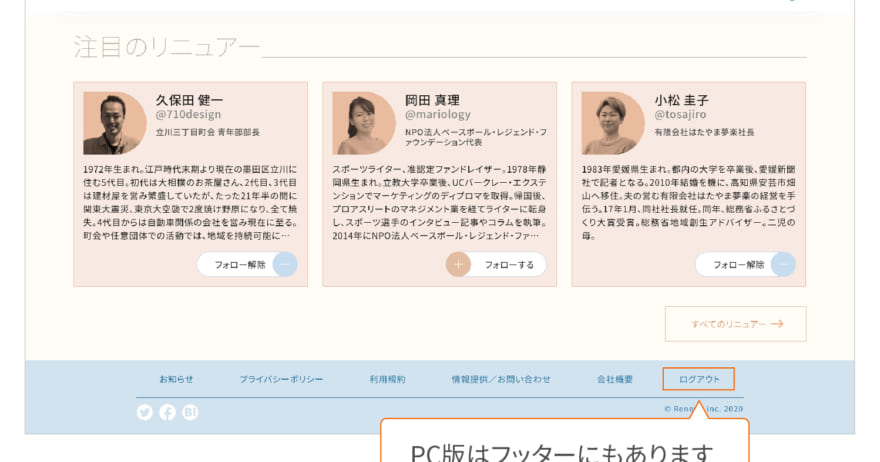 注目のリニュアー
久保田 健一
@710design
立川三丁目町会 青年部部長
1972年生まれ。江戸時代末期より現在の墨田区立川に
住む5代目。初代は大相撲のお茶屋さん、2代目、3代目
は建材屋を営み繁盛していたが、たった21年半の間に
関東大震災、東京大空襲で2度焼け野原になり、全て焼
失。4代目からは自動車関係の会社を営み現在に至る。
町会や任意団体での活動では、地域を持続可能に…
フォロー解除
岡田 真理
@mariology
NPO法人ベースボール・レジェンド・フ
ァウンデーション代表
スポーツライター、准認定ファンドレイザー。1978年静
岡県生まれ。立教大学卒業後、UCバークレー・エクステ
ンションでマーケティングのディプロマを取得。帰国後、
プロアスリートのマネジメント業を経てライターに転身
し、スポーツ選手のインタビュー記事やコラムを執筆。
2014年にNPO法人ベースボール・レジェンド・ファ…
フォローする
小松 圭子
@tosajiro
有限会社はたやま夢楽社長
1983年愛媛県生まれ。都内の大学を卒業後、愛媛新聞
社で記者となる。2010年結婚を機に、高知県安芸市畑
山へ移住。夫の営む有限会社はたやま夢楽の経営を手
伝う。17年1月、同社社長就任。同年、総務省ふるさとづ
くり大賞受賞。総務省地域創生アドバイザー。二児の
母。
フォロー解除
すべてのリニュアー →
お知らせ プライバシーポリシー 利用規約 情報提供／お問い合わせ 会社概要 ログアウト
B!
© Renew inc. 2020
PC版はフッターにもあります